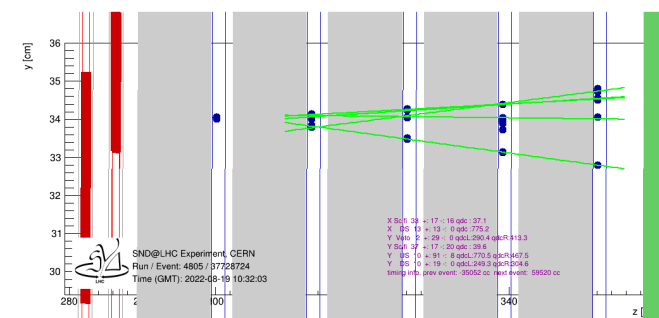 y [cm]
36
35
34
33
32
31
30
SND@LHC Experiment, CERN
Run / Event: 4805 / 37728724
Time (GMT): 2022-08-19 10:32:03
LHC
X Scifi 38 +: 17 -: 16 qdc : 37.1
X DS 13 +: 13 -: 0 qdc :775.2
Y Veto 2 +: 29 -: 0 qdcL:290.4 qdcR:413.3
Y Scifi 37 +: 17 -: 20 qdc : 39.6
Y 10 +: 91 -: 8 qdcL:770.5 qdcR:467.5
Y DS 10 +: 19 -: 0 qdcL:249.3 qdcR:304.6
timing info, prev event: -35052 cc next event: 59520 cc
280
340
z [